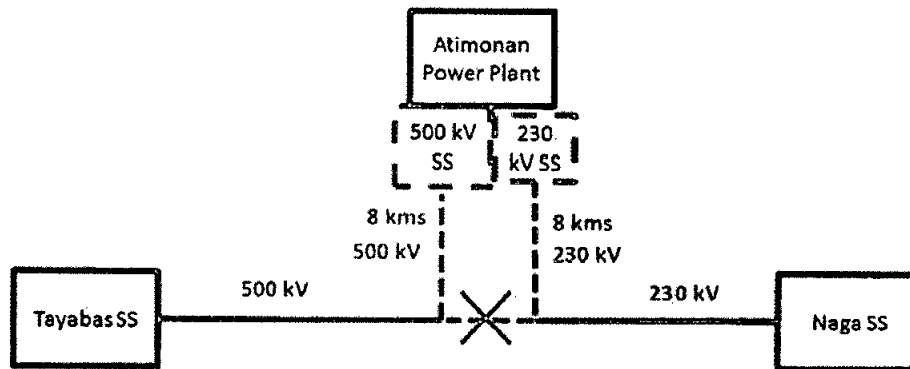 Atimonan
Power Plant
500 kV
SS
230
kV SS
8 kms
500 kV
8 kms
230 kV
500 kV
230 kV
Tayabas SS
Naga SS